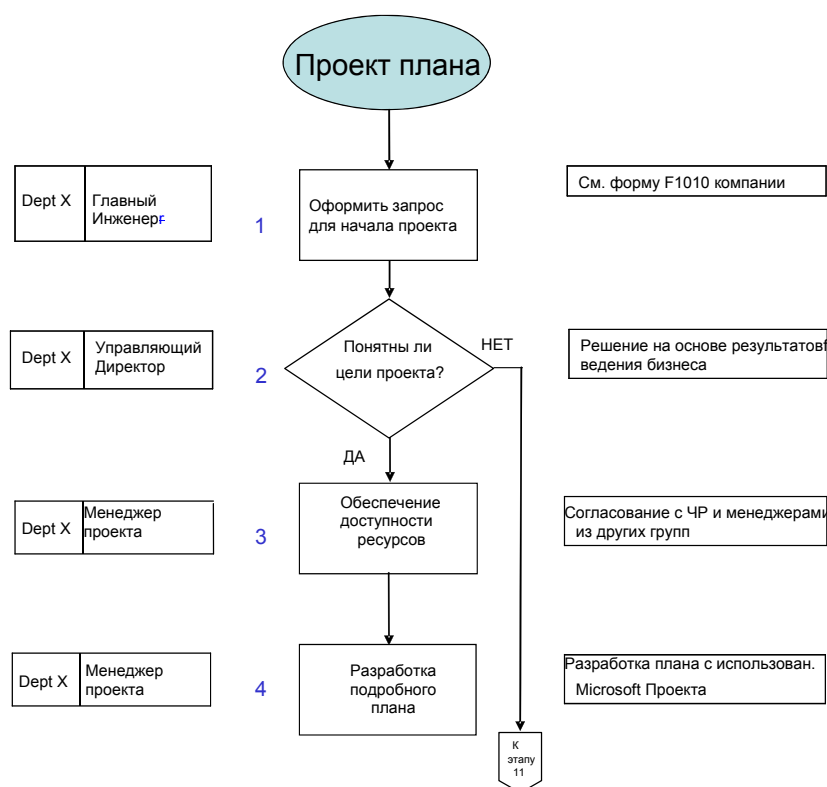 Проект плана
Dept X
Главный
Инженерг
1
Оформить запрос
для начала проекта
См. форму F1010 компании
Dept X
Управляющий
Директор
2
Понятны ли
цели проекта?
НЕТ
Решение на основе результатовf
ведения бизнеса
ДА
Dept X
Менеджер
проекта
3
Обеспечение
доступности
ресурсов
Согласование с ЧР и менеджерами
из других групп
Dept X
Менеджер
проекта
4
Разработка
подробного
плана
Разработка плана с использован.
Microsoft Проекта
К
этапу
11